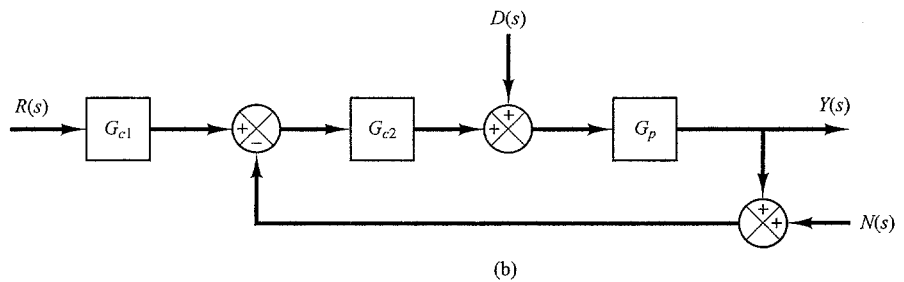 D(s)
R(s)
G_{c1}
G_{c2}
G_p
Y(s)
+
−
+
+
+
+
N(s)
(b)